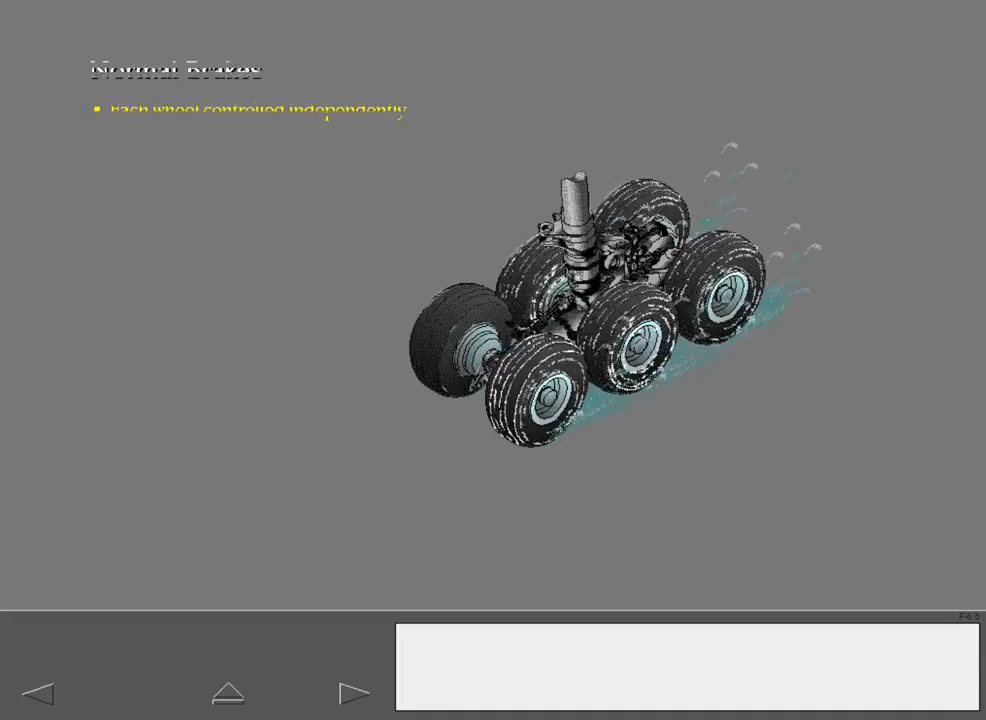 Normal Brakes
▪ Each wheel controlled independently